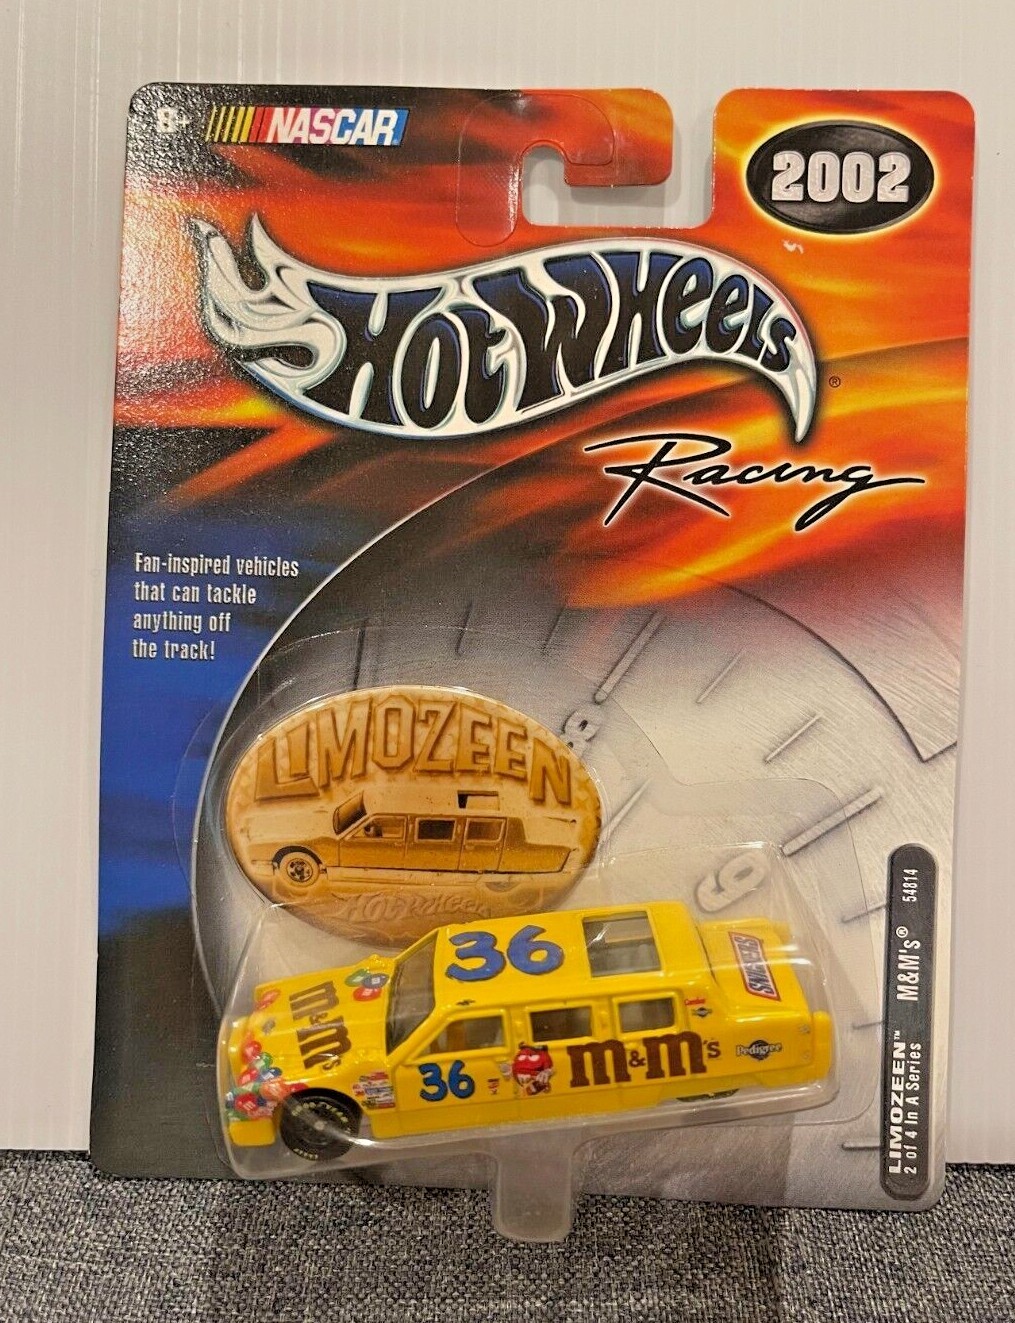 8+
NASCAR
2002
HOT WHEELS ®
Racing
Fan-inspired vehicles
that can tackle
anything off
the track!
LIMOZEEN
HOT WHEELS
36
SNICKERS
m&m's
36
m&m's
Pedigree
LIMOZEEN™ M&M's® 54814
2 of 4 In A Series